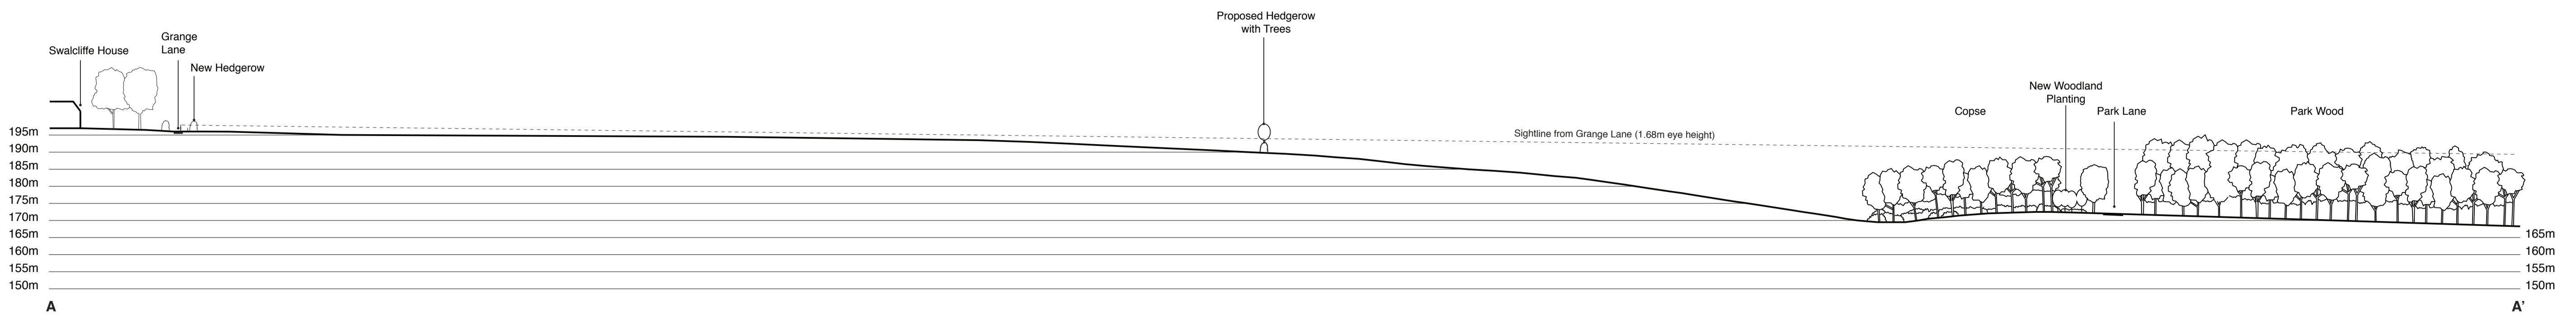 Proposed Hedgerow
with Trees
Grange
Lane
Swalcliffe House
New Hedgerow
New Woodland
Planting
Copse
Park Lane
Park Wood
Sightline from Grange Lane (1.68m eye height)
195m
190m
185m
180m
175m
170m
165m
160m
155m
150m
165m
160m
155m
150m
A
A'